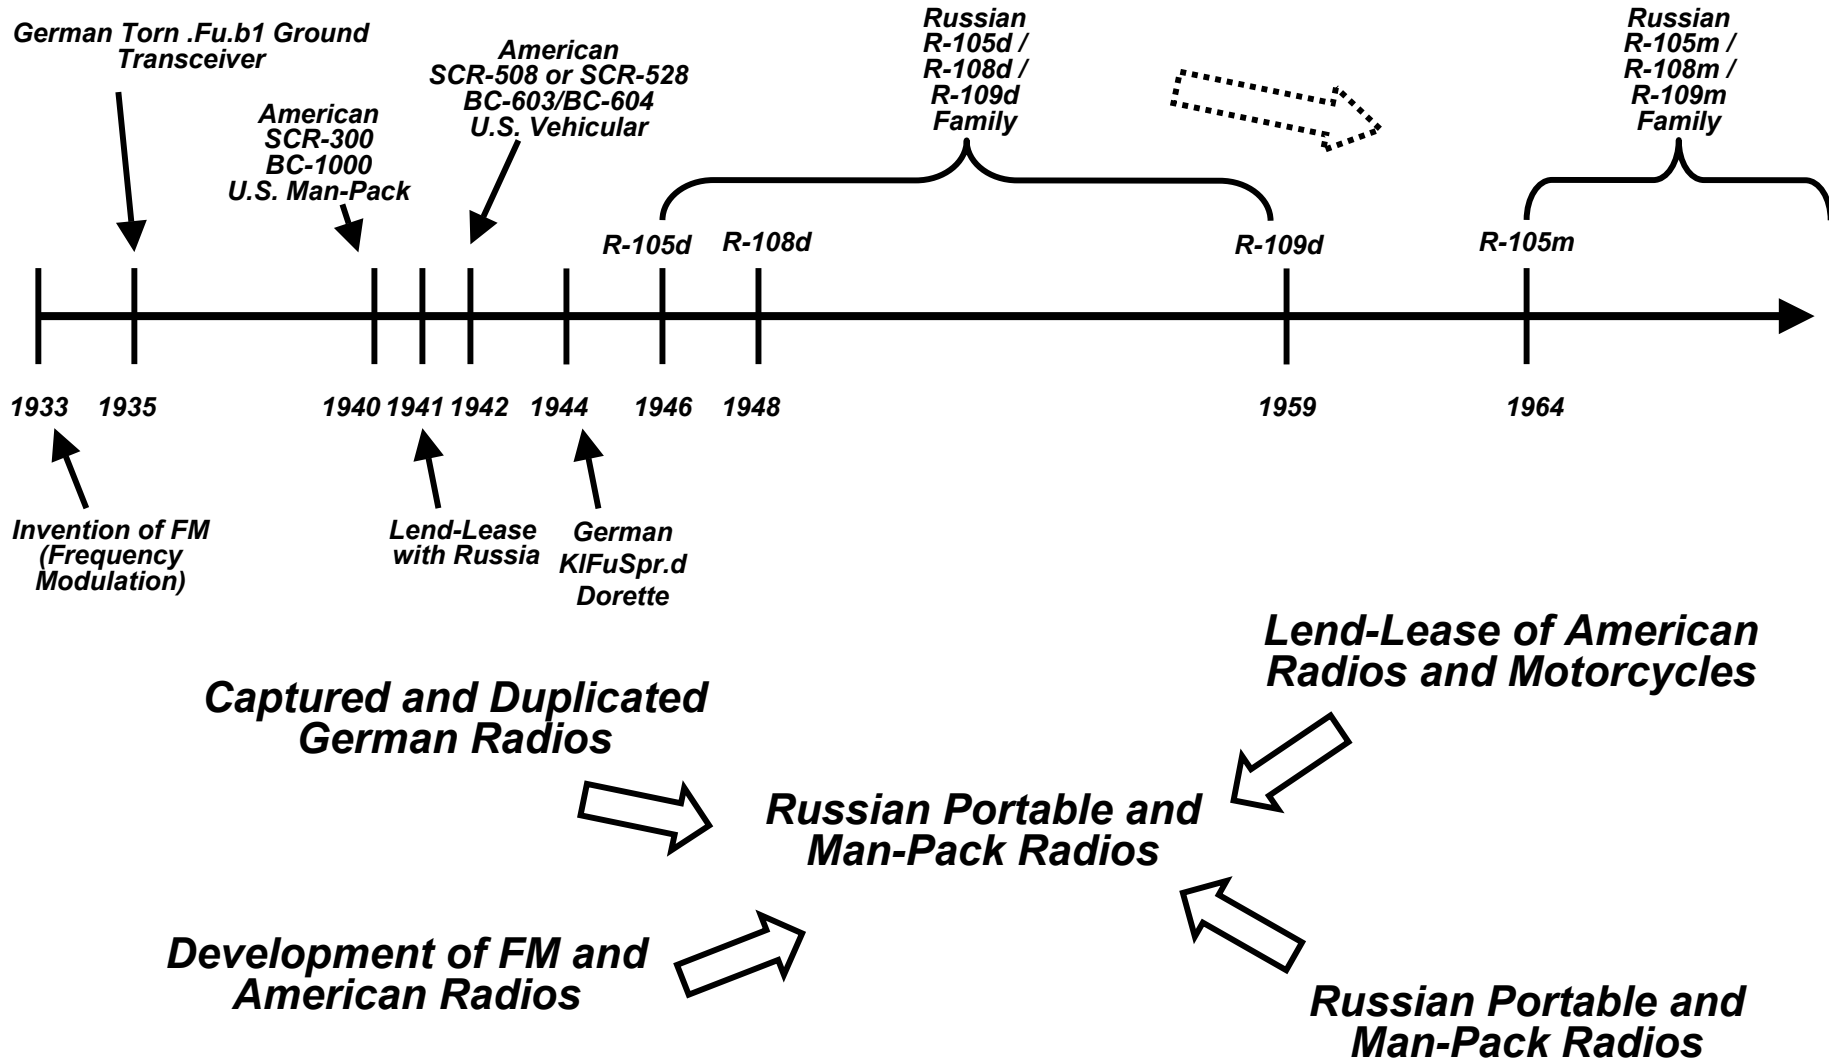 German Torn .Fu.b1 Ground
Transceiver
American
SCR-300
BC-1000
U.S. Man-Pack
American
SCR-508 or SCR-528
BC-603/BC-604
U.S. Vehicular
Russian
R-105d /
R-108d /
R-109d
Family
Russian
R-105m /
R-108m /
R-109m
Family
R-105d
R-108d
R-109d
R-105m
1933
1935
1940
1941
1942
1944
1946
1948
1959
1964
Invention of FM
(Frequency
Modulation)
Lend-Lease
with Russia
German
KlFuSpr.d
Dorette
Captured and Duplicated
German Radios
Lend-Lease of American
Radios and Motorcycles
Russian Portable and
Man-Pack Radios
Development of FM and
American Radios
Russian Portable and
Man-Pack Radios